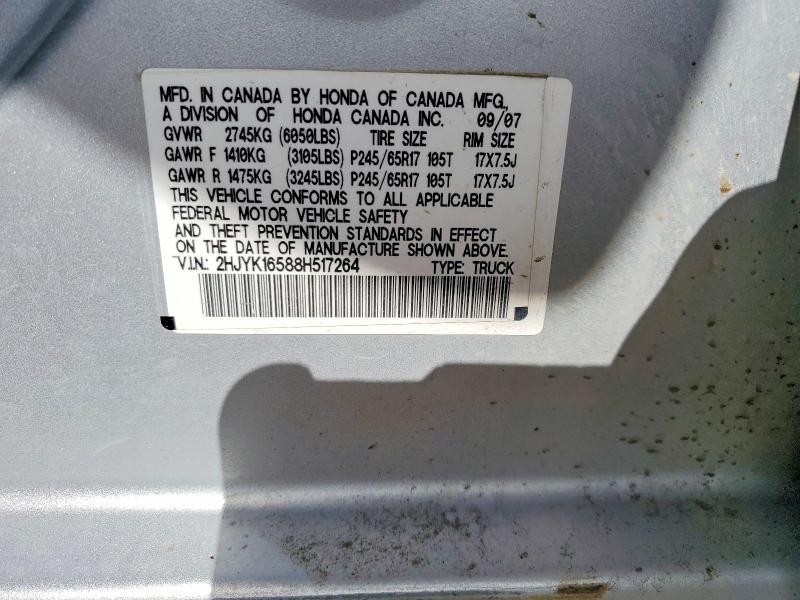 MFD. IN CANADA BY HONDA OF CANADA MFG.,
A DIVISION OF HONDA CANADA INC. 09/07
GVWR 2745KG (6050LBS) TIRE SIZE RIM SIZE
GAWR F 1410KG (3105LBS) P245/65R17 105T 17X7.5J
GAWR R 1475KG (3245LBS) P245/65R17 105T 17X7.5J
THIS VEHICLE CONFORMS TO ALL APPLICABLE
FEDERAL MOTOR VEHICLE SAFETY
AND THEFT PREVENTION STANDARDS IN EFFECT
ON THE DATE OF MANUFACTURE SHOWN ABOVE.
V.I.N.: 2HJYK16588H517264 TYPE: TRUCK